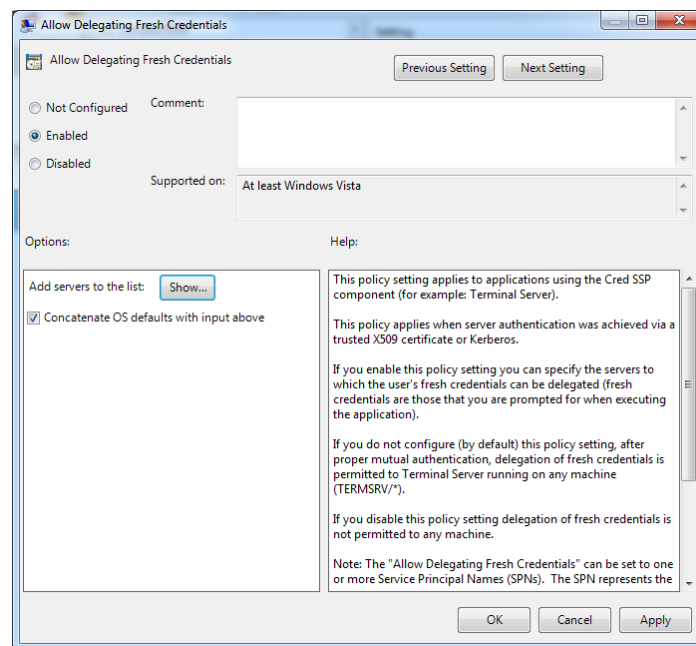 Allow Delegating Fresh Credentials
Allow Delegating Fresh Credentials
Previous Setting
Next Setting
Not Configured
Comment:
Enabled
Disabled
Supported on:
At least Windows Vista
Options:
Help:
Add servers to the list:
Show...
Concatenate OS defaults with input above
This policy setting applies to applications using the Cred SSP
component (for example: Terminal Server).
This policy applies when server authentication was achieved via a
trusted X509 certificate or Kerberos.
If you enable this policy setting you can specify the servers to
which the user's fresh credentials can be delegated (fresh
credentials are those that you are prompted for when executing
the application).
If you do not configure (by default) this policy setting, after
proper mutual authentication, delegation of fresh credentials is
permitted to Terminal Server running on any machine
(TERMSRV/*).
If you disable this policy setting delegation of fresh credentials is
not permitted to any machine.
Note: The "Allow Delegating Fresh Credentials" can be set to one
or more Service Principal Names (SPNs).  The SPN represents the
OK
Cancel
Apply